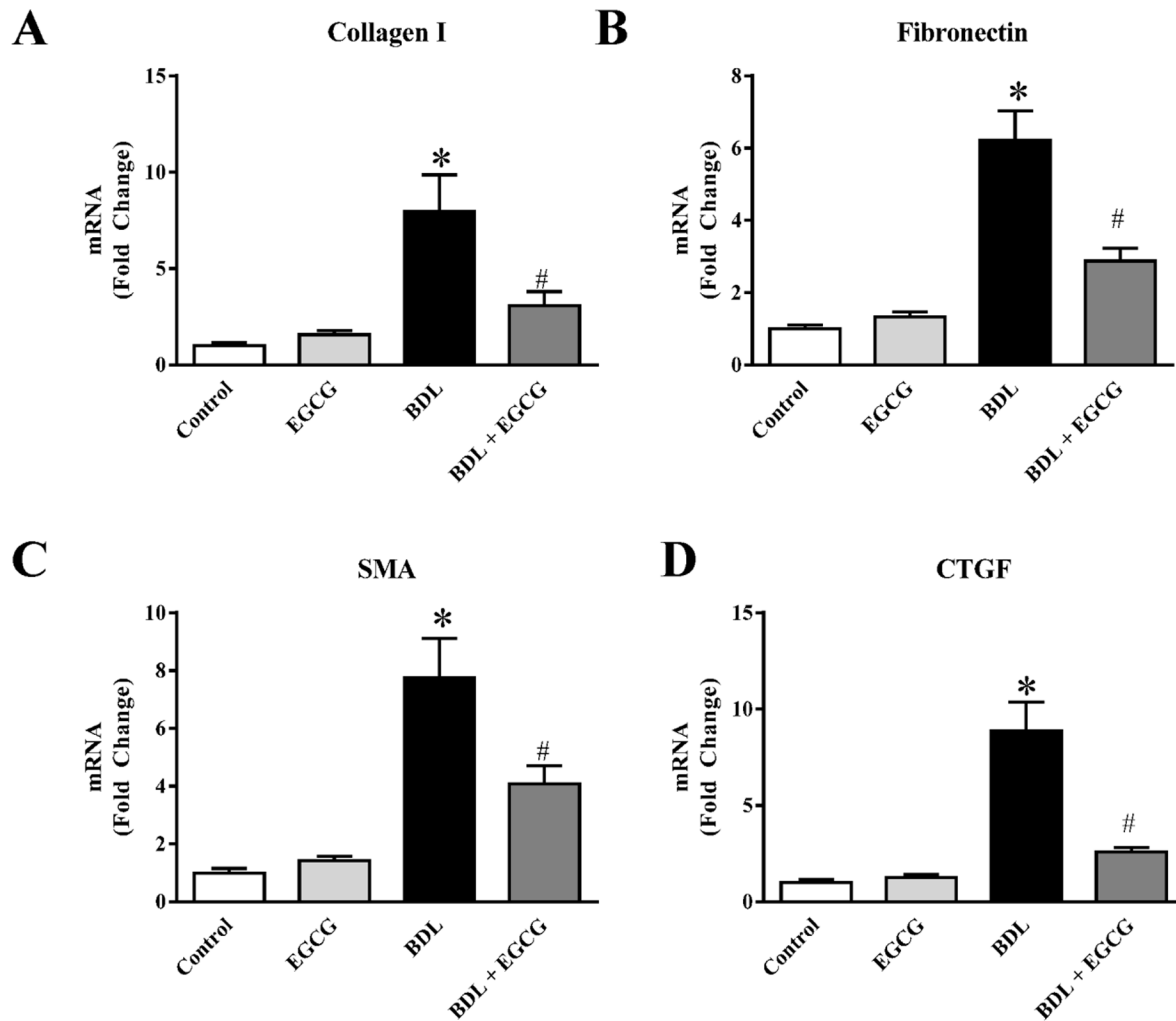 A
Collagen I
mRNA
(Fold Change)
15
10
5
0
*
#
Control
EGCG
BDL
BDL + EGCG
B
Fibronectin
mRNA
(Fold Change)
8
6
4
2
0
*
#
Control
EGCG
BDL
BDL + EGCG
C
SMA
mRNA
(Fold Change)
10
8
6
4
2
0
*
#
Control
EGCG
BDL
BDL + EGCG
D
CTGF
mRNA
(Fold Change)
15
10
5
0
*
#
Control
EGCG
BDL
BDL + EGCG